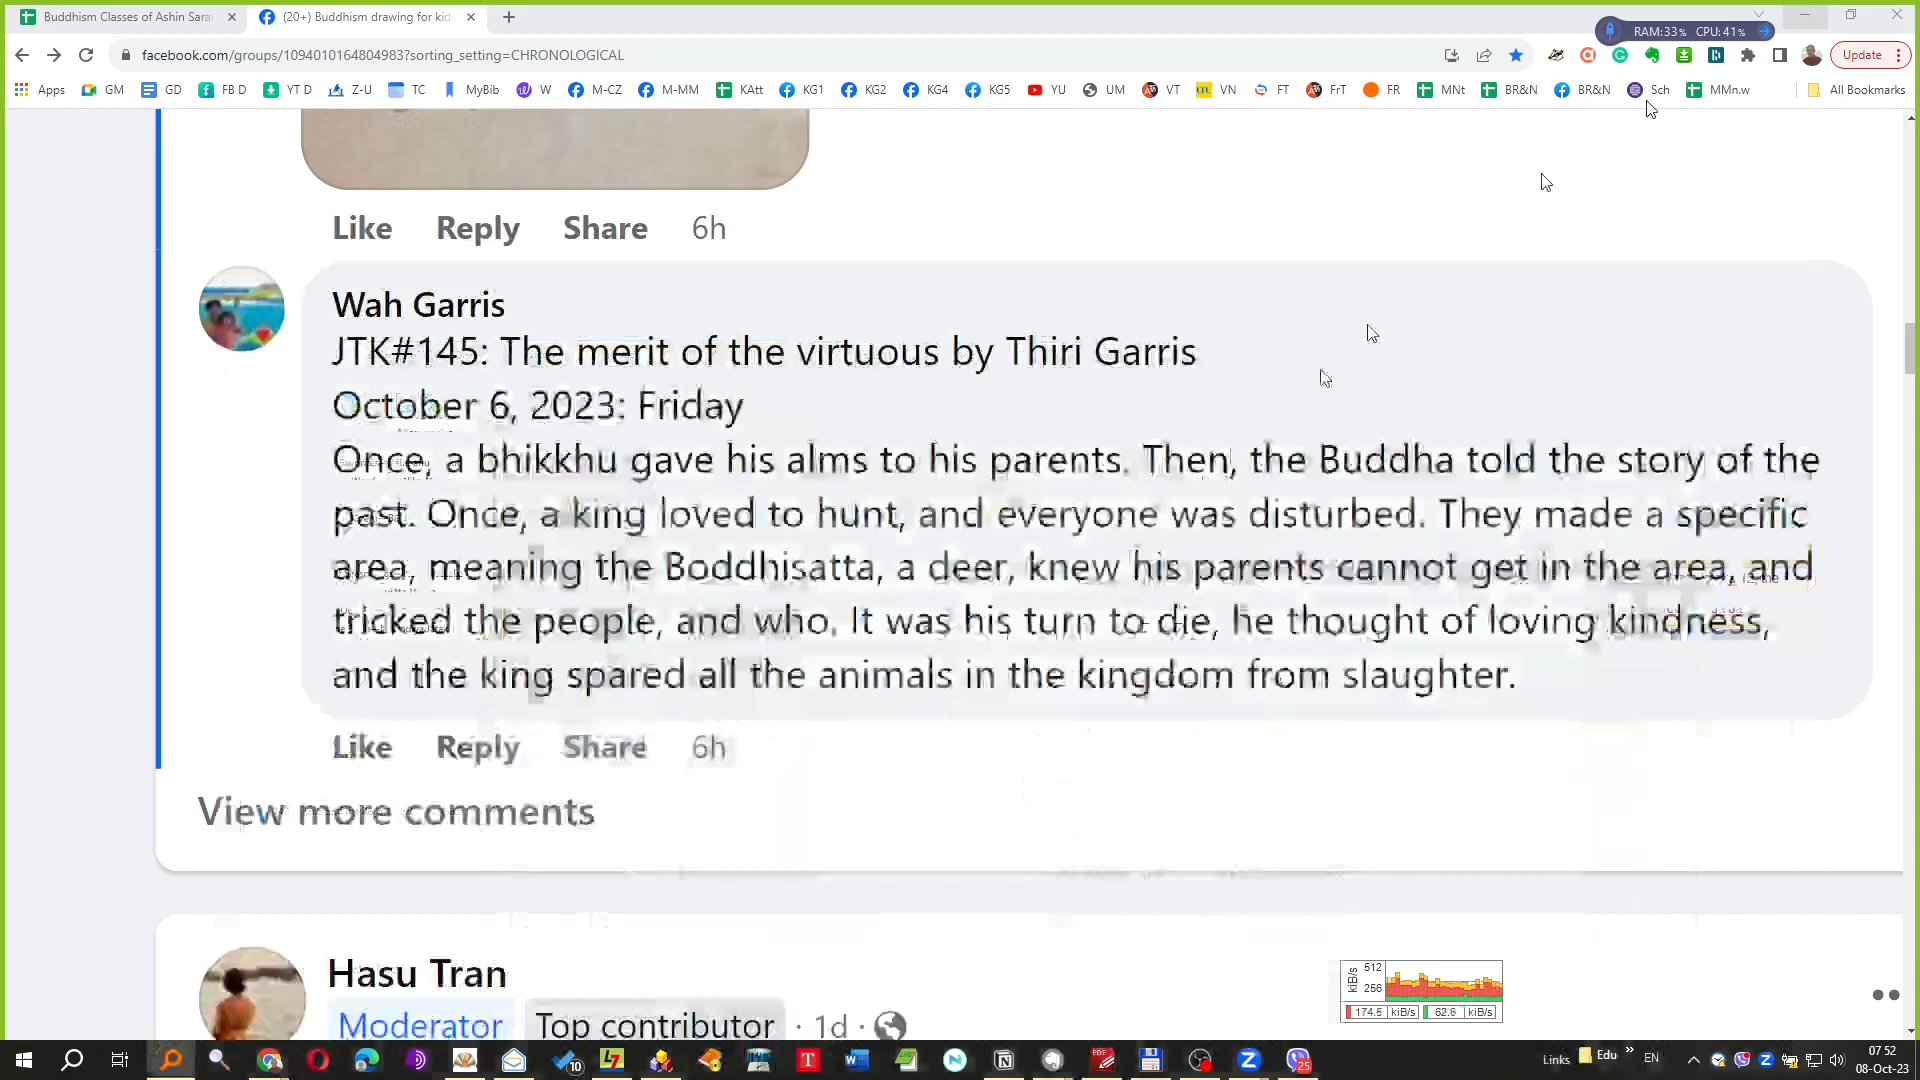 Buddhism Classes of Ashin Sarar
(20+) Buddhism drawing for kid
RAM:33% CPU:41%
facebook.com/groups/1094010164804983?sorting_setting=CHRONOLOGICAL
Update
Apps GM GD FB D YT D Z-U TC MyBib W M-CZ M-MM KAtt KG1 KG2 KG4 KG5 YU UM VT VN FT FrT FR MNt BR&N BR&N Sch MMn.w All Bookmarks
Like Reply Share 6h
Wah Garris
JTK#145: The merit of the virtuous by Thiri Garris
October 6, 2023: Friday
Once, a bhikkhu gave his alms to his parents. Then, the Buddha told the story of the
past. Once, a king loved to hunt, and everyone was disturbed. They made a specific
area, meaning the Boddhisatta, a deer, knew his parents cannot get in the area, and
tricked the people, and who. It was his turn to die, he thought of loving kindness,
and the king spared all the animals in the kingdom from slaughter.
Like Reply Share 6h
View more comments
Hasu Tran
Moderator Top contributor · 1d ·
kiB/s 512
256
174.5 kiB/s 62.6 kiB/s
Links Edu » EN
07 52
08-Oct-23
10
25